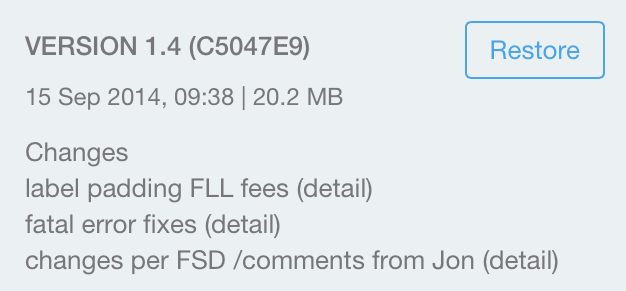 VERSION 1.4 (C5047E9)
Restore
15 Sep 2014, 09:38 | 20.2 MB
Changes
label padding FLL fees (detail)
fatal error fixes (detail)
changes per FSD /comments from Jon (detail)